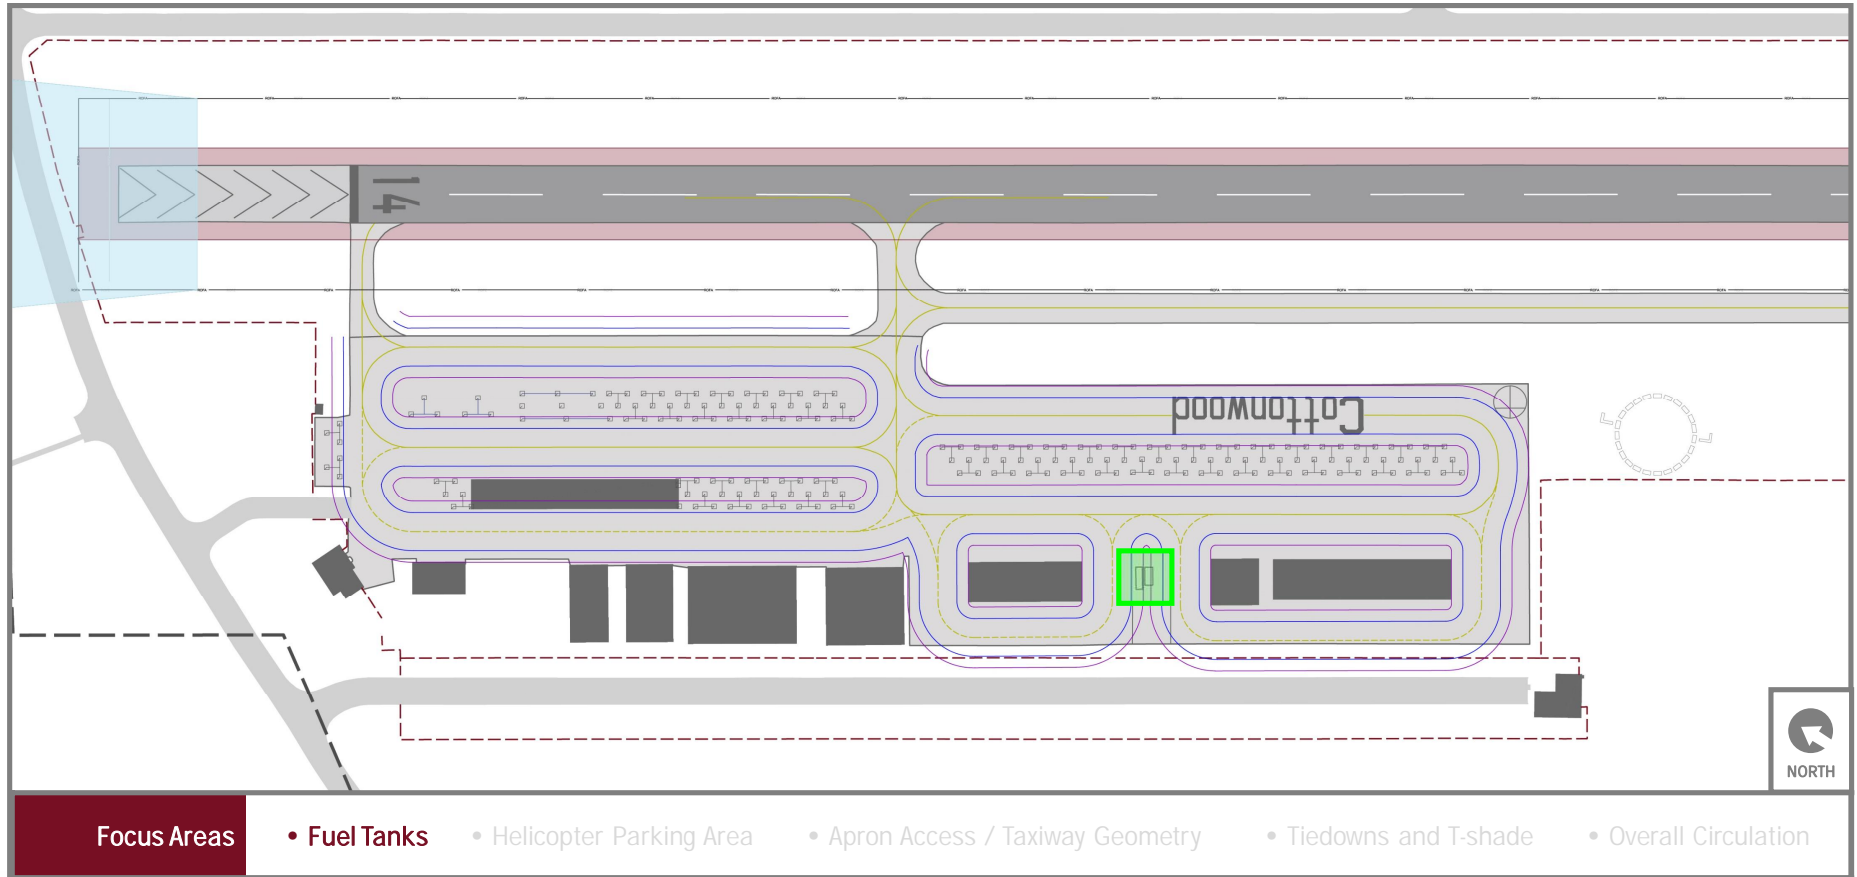 14
Cottonwood
NORTH
Focus Areas
• Fuel Tanks
• Helicopter Parking Area
• Apron Access / Taxiway Geometry
• Tiedowns and T-shade
• Overall Circulation